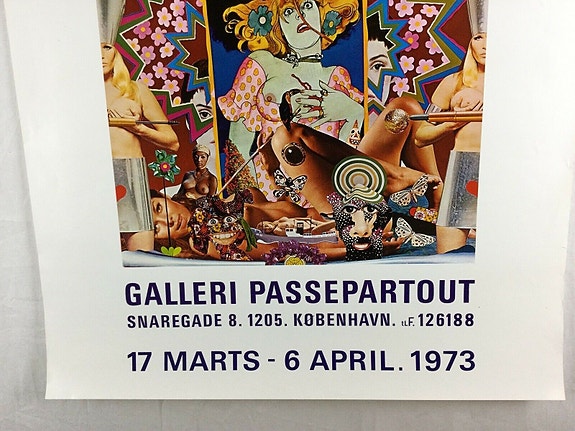 GALLERI PASSEPARTOUT
SNAREGADE 8. 1205. KØBENHAVN. tLF. 126188
17 MARTS - 6 APRIL. 1973